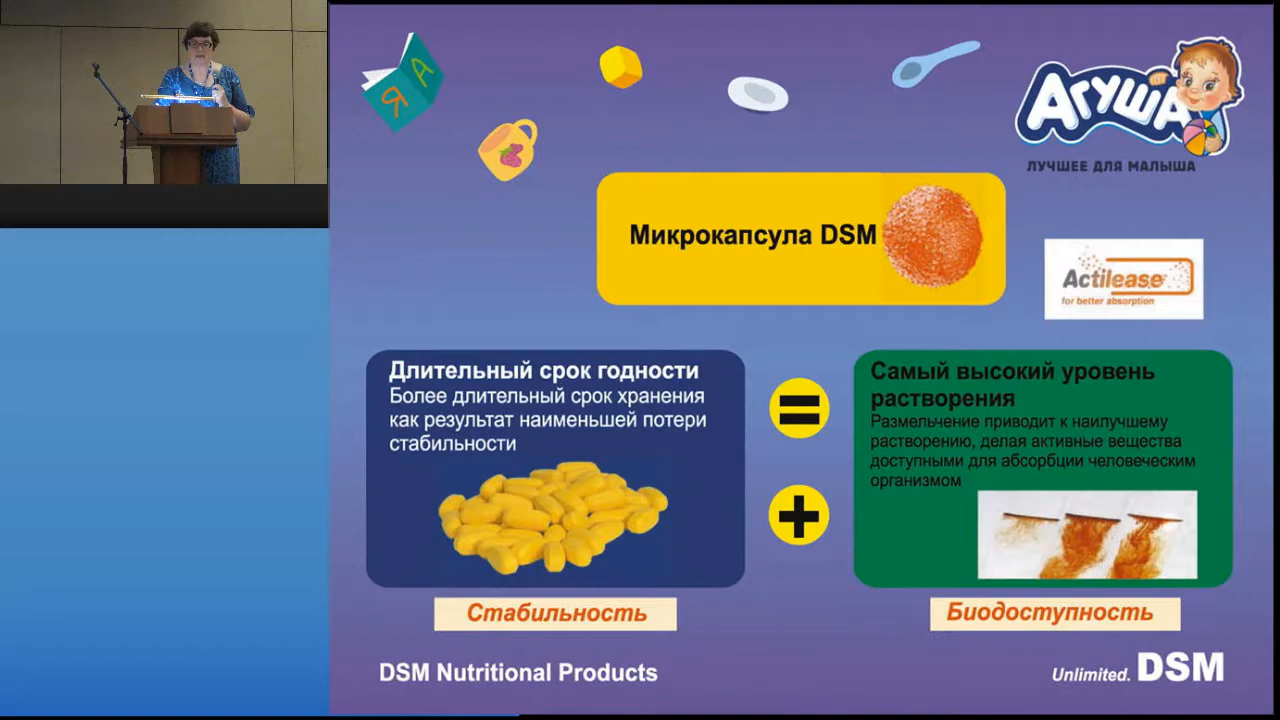 Я А
АГУША
ЛУЧШЕЕ ДЛЯ МАЛЫША
Микрокапсула DSM
Actilease
for better absorption
Длительный срок годности
Более длительный срок хранения
как результат наименьшей потери
стабильности
=
+
Самый высокий уровень
растворения
Размельчение приводит к наилучшему
растворению, делая активные вещества
доступными для абсорбции человеческим
организмом
Стабильность
Биодоступность
DSM Nutritional Products
Unlimited. DSM